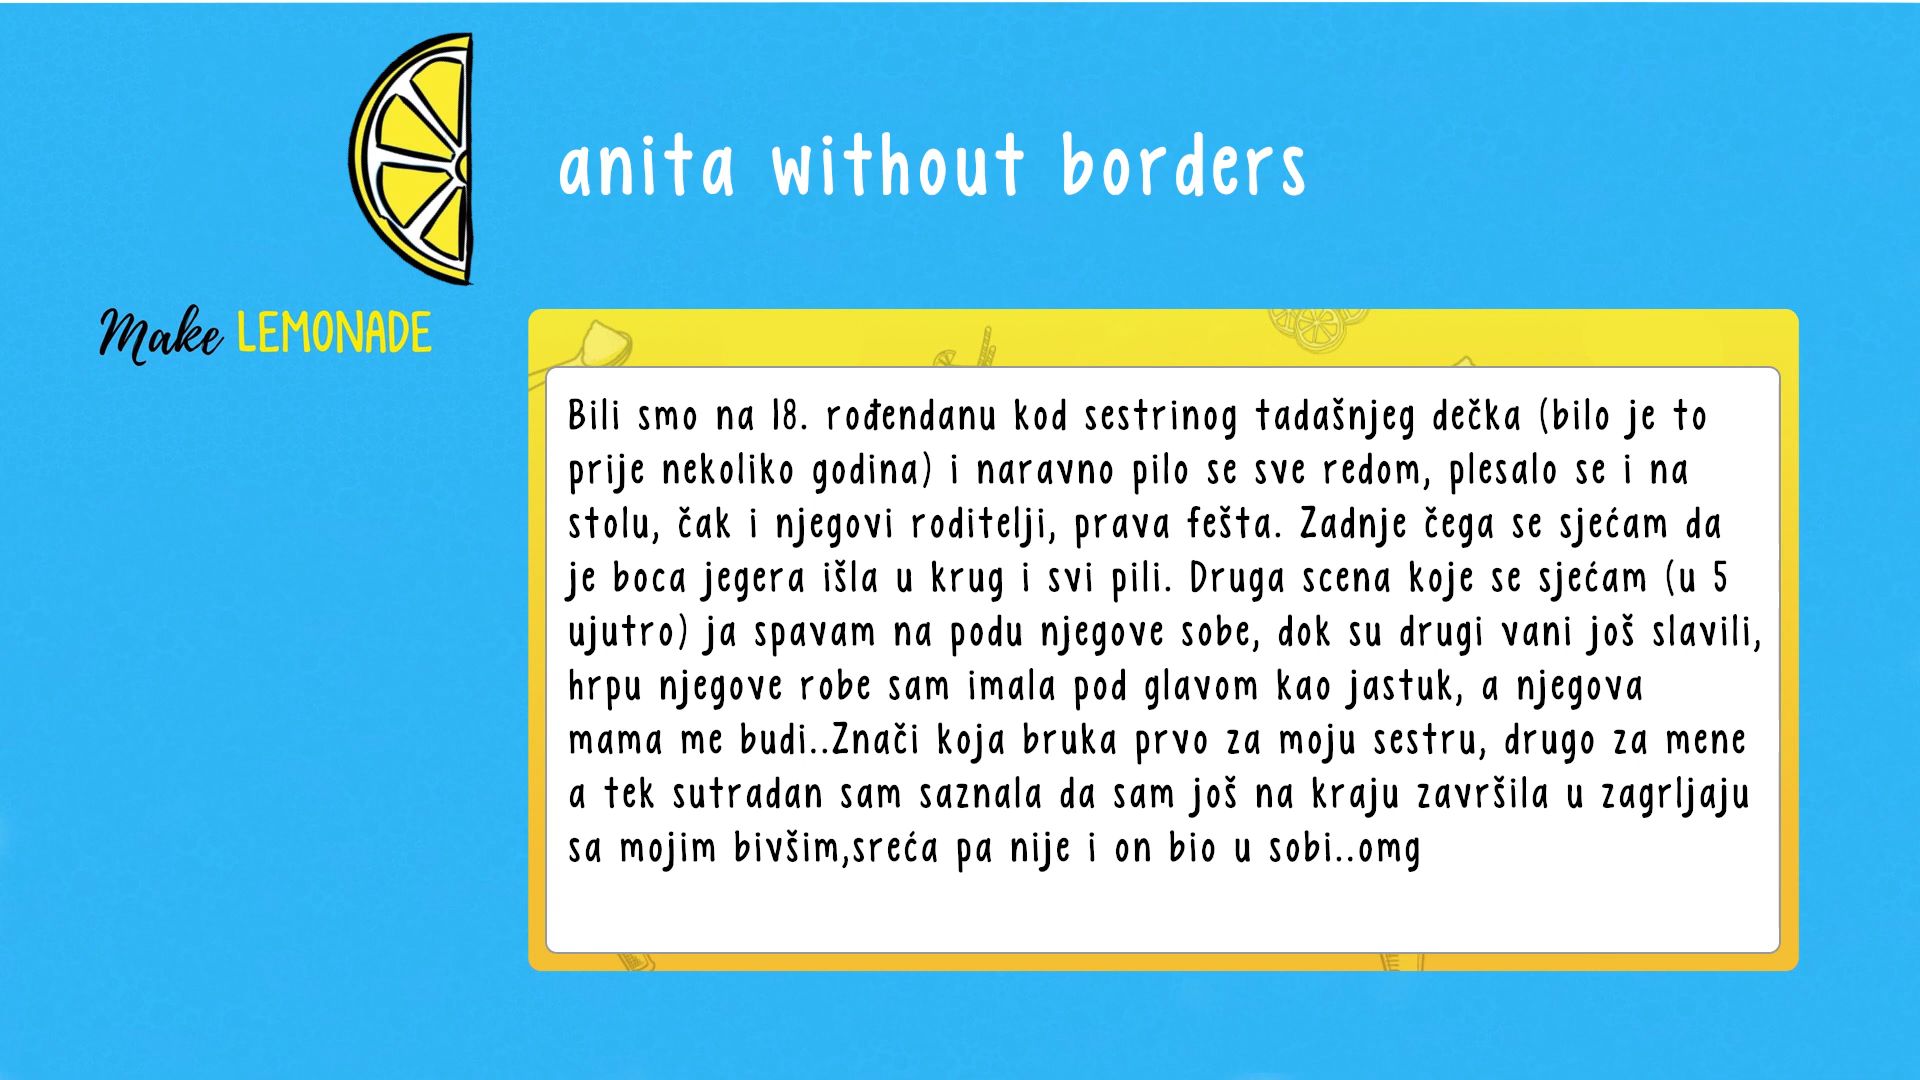 anita without borders
Make LEMONADE
Bili smo na 18. rođendanu kod sestrinog tadašnjeg dečka (bilo je to
prije nekoliko godina) i naravno pilo se sve redom, plesalo se i na
stolu, čak i njegovi roditelji, prava fešta. Zadnje čega se sjećam da
je boca jegera išla u krug i svi pili. Druga scena koje se sjećam (u 5
ujutro) ja spavam na podu njegove sobe, dok su drugi vani još slavili,
hrpu njegove robe sam imala pod glavom kao jastuk, a njegova
mama me budi..Znači koja bruka prvo za moju sestru, drugo za mene
a tek sutradan sam saznala da sam još na kraju završila u zagrljaju
sa mojim bivšim,sreća pa nije i on bio u sobi..omg